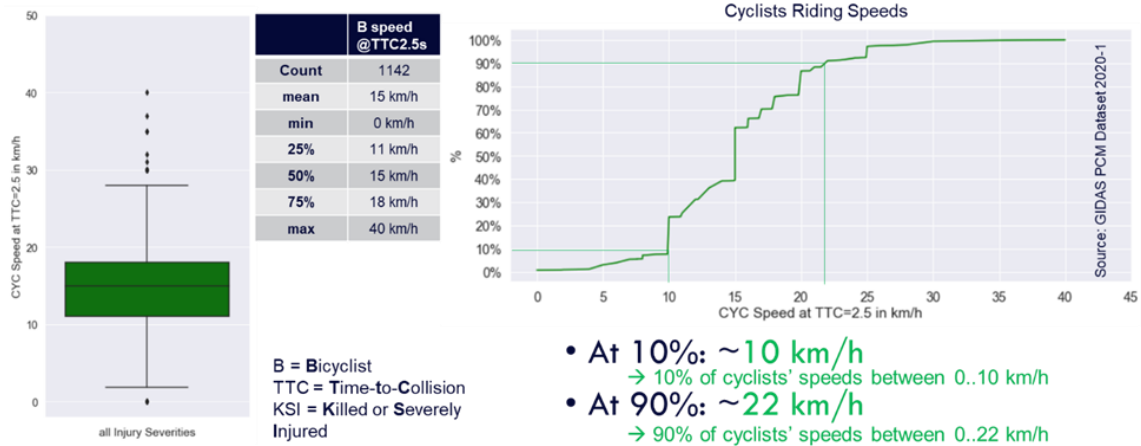 50
40
30
20
10
0
CYC Speed at TTC=2.5 in km/h
all Injury Severities
B speed
@TTC2.5s
Count 1142
mean 15 km/h
min 0 km/h
25% 11 km/h
50% 15 km/h
75% 18 km/h
max 40 km/h
B = Bicyclist
TTC = Time-to-Collision
KSI = Killed or Severely
Injured
Cyclists Riding Speeds
100%
90%
80%
70%
60%
50%
40%
30%
20%
10%
0%
%
0 5 10 15 20 25 30 35 40 45
CYC Speed at TTC=2.5 in km/h
Source: GIDAS PCM Dataset 2020-1
• At 10%: ~10 km/h
→ 10% of cyclists' speeds between 0..10 km/h
• At 90%: ~22 km/h
→ 90% of cyclists' speeds between 0..22 km/h